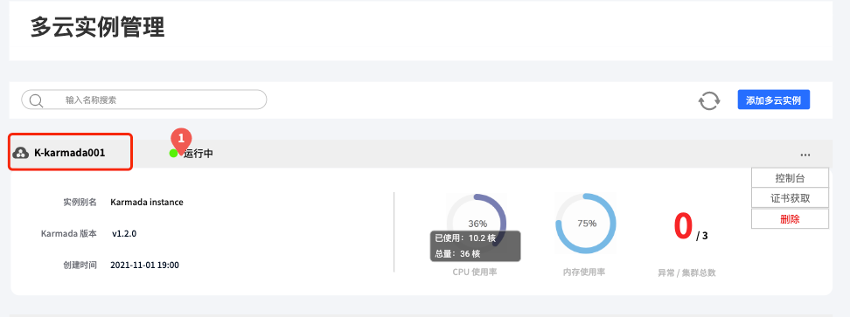 多云实例管理
输入名称搜索
添加多云实例
K-karmada001
1
运行中
...
控制台
证书获取
删除
实例别名 Karmada instance
Karmada 版本 v1.2.0
创建时间 2021-11-01 19:00
36%
已使用：10.2 核
总量：36 核
CPU 使用率
75%
内存使用率
0 / 3
异常 / 集群总数